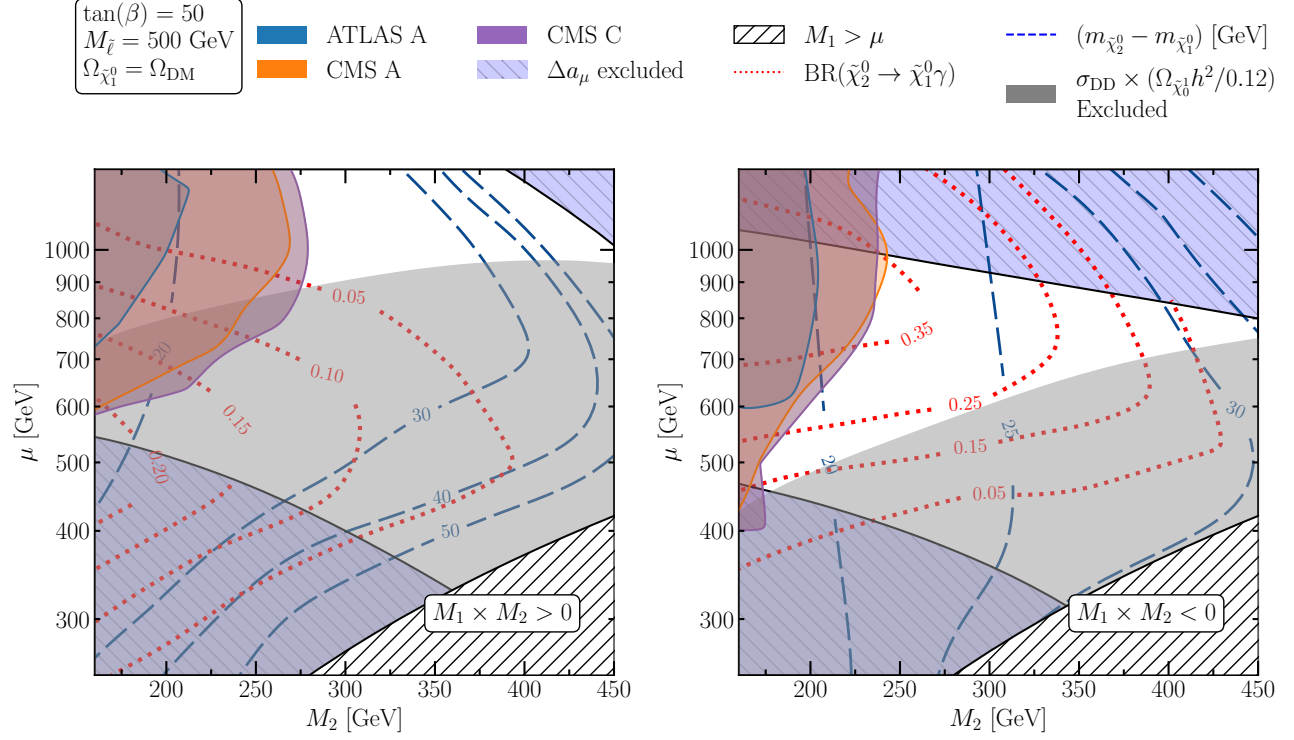 tan(β) = 50
M_ℓ̃ = 500 GeV
Ω_χ̃₁⁰ = Ω_DM
ATLAS A
CMS A
CMS C
Δa_μ excluded
M₁ > μ
BR(χ̃₂⁰ → χ̃₁⁰γ)
(m_χ̃₂⁰ − m_χ̃₁⁰) [GeV]
σ_DD × (Ω_χ̃₀¹h²/0.12)
Excluded
μ [GeV]
1000
900
800
700
600
500
400
300
0.05
20
0.10
30
0.15
0.20
40
50
M₁ × M₂ > 0
200 250 300 350 400 450
M₂ [GeV]
μ [GeV]
1000
900
800
700
600
500
400
300
0.35
0.25
30
25
0.15
20
0.05
M₁ × M₂ < 0
200 250 300 350 400 450
M₂ [GeV]